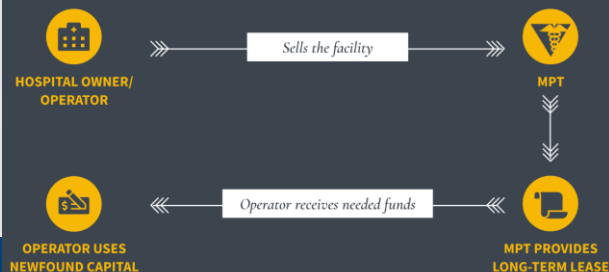 Sells the facility
HOSPITAL OWNER/
OPERATOR
MPT
Operator receives needed funds
OPERATOR USES
NEWFOUND CAPITAL
MPT PROVIDES
LONG-TERM LEASE